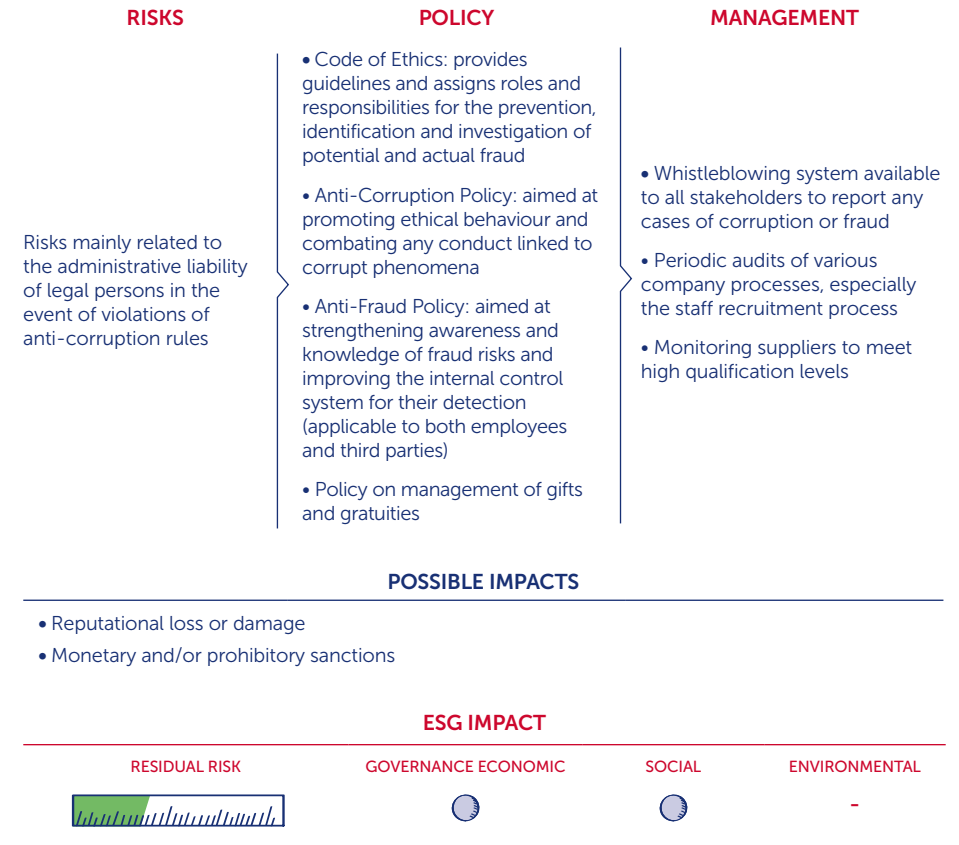 RISKS
Risks mainly related to
the administrative liability
of legal persons in the
event of violations of
anti-corruption rules
POLICY
• Code of Ethics: provides
guidelines and assigns roles and
responsibilities for the prevention,
identification and investigation of
potential and actual fraud
• Anti-Corruption Policy: aimed at
promoting ethical behaviour and
combating any conduct linked to
corrupt phenomena
• Anti-Fraud Policy: aimed at
strengthening awareness and
knowledge of fraud risks and
improving the internal control
system for their detection
(applicable to both employees
and third parties)
• Policy on management of gifts
and gratuities
MANAGEMENT
• Whistleblowing system available
to all stakeholders to report any
cases of corruption or fraud
• Periodic audits of various
company processes, especially
the staff recruitment process
• Monitoring suppliers to meet
high qualification levels
POSSIBLE IMPACTS
• Reputational loss or damage
• Monetary and/or prohibitory sanctions
ESG IMPACT
RESIDUAL RISK
GOVERNANCE ECONOMIC
SOCIAL
ENVIRONMENTAL
-